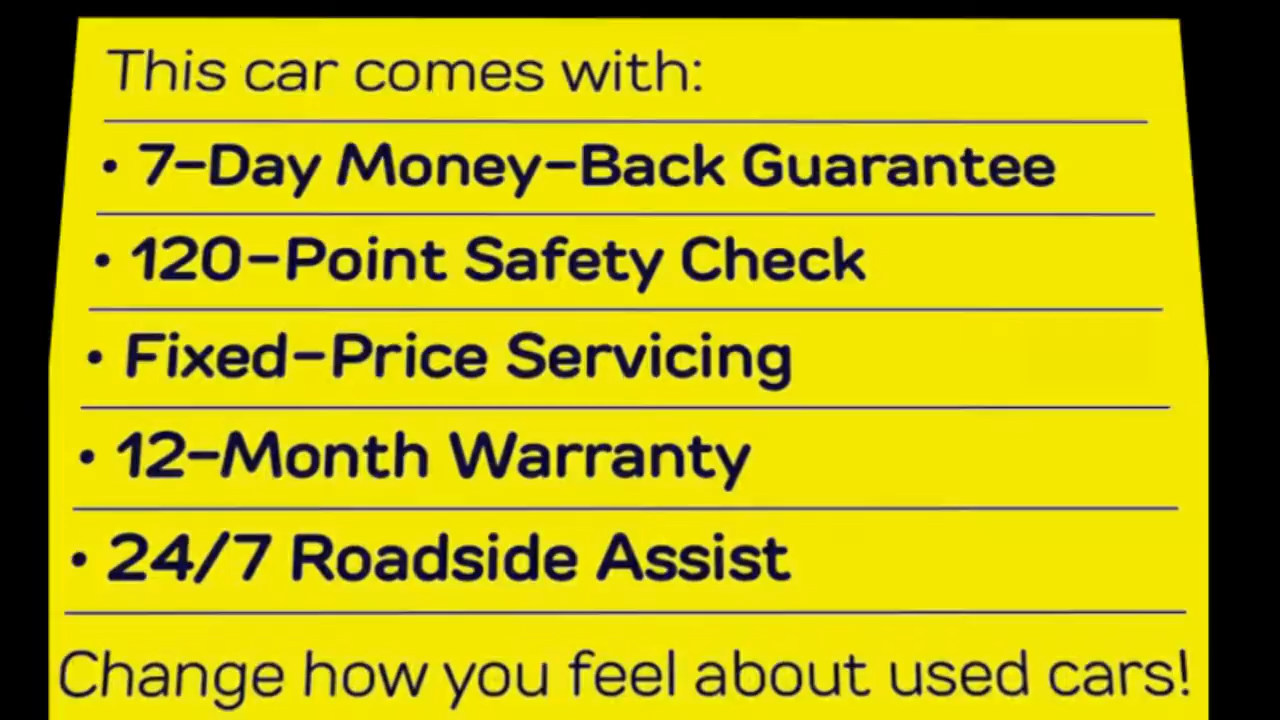 This car comes with:
• 7-Day Money-Back Guarantee
• 120-Point Safety Check
• Fixed-Price Servicing
• 12-Month Warranty
• 24/7 Roadside Assist
Change how you feel about used cars!